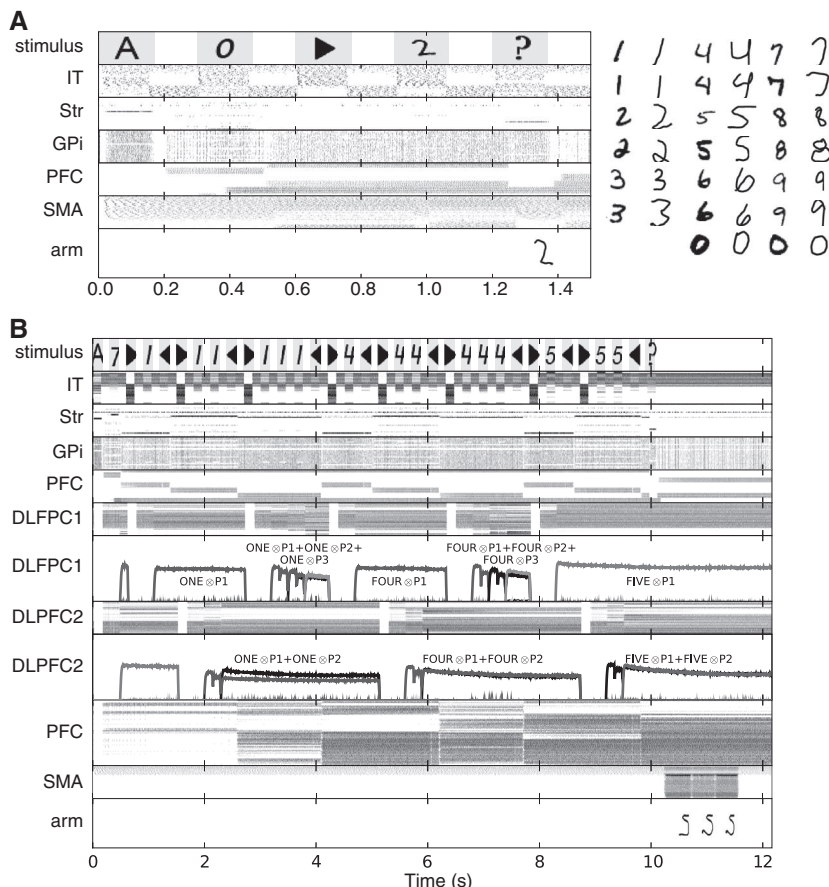 A
stimulus A 0 ▶ 2 ?
IT
Str
GPi
PFC
SMA
arm 2
0.0 0.2 0.4 0.6 0.8 1.0 1.2 1.4
1 1 4 4 7 7
1 1 4 4 7 7
2 2 5 5 8 8
2 2 5 5 8 8
3 3 6 6 9 9
3 3 6 6 9 9
0 0 0 0
B
stimulus A 7 ▶ 1 ◀ ▶ 1 1 ◀ ▶ 1 1 1 ◀ ▶ 4 ◀ ▶ 4 4 ◀ ▶ 4 4 4 ◀ ▶ 5 ◀ ▶ 5 5 ◀ ?
IT
Str
GPi
PFC
DLFPC1
DLFPC1
ONE⊗P1
ONE⊗P1+ONE⊗P2+
ONE⊗P3
FOUR⊗P1
FOUR⊗P1+FOUR⊗P2+
FOUR⊗P3
FIVE⊗P1
DLPFC2
DLPFC2
ONE⊗P1+ONE⊗P2
FOUR⊗P1+FOUR⊗P2
FIVE⊗P1+FIVE⊗P2
PFC
SMA
arm 5 5 5
0 2 4 6 8 10 12
Time (s)